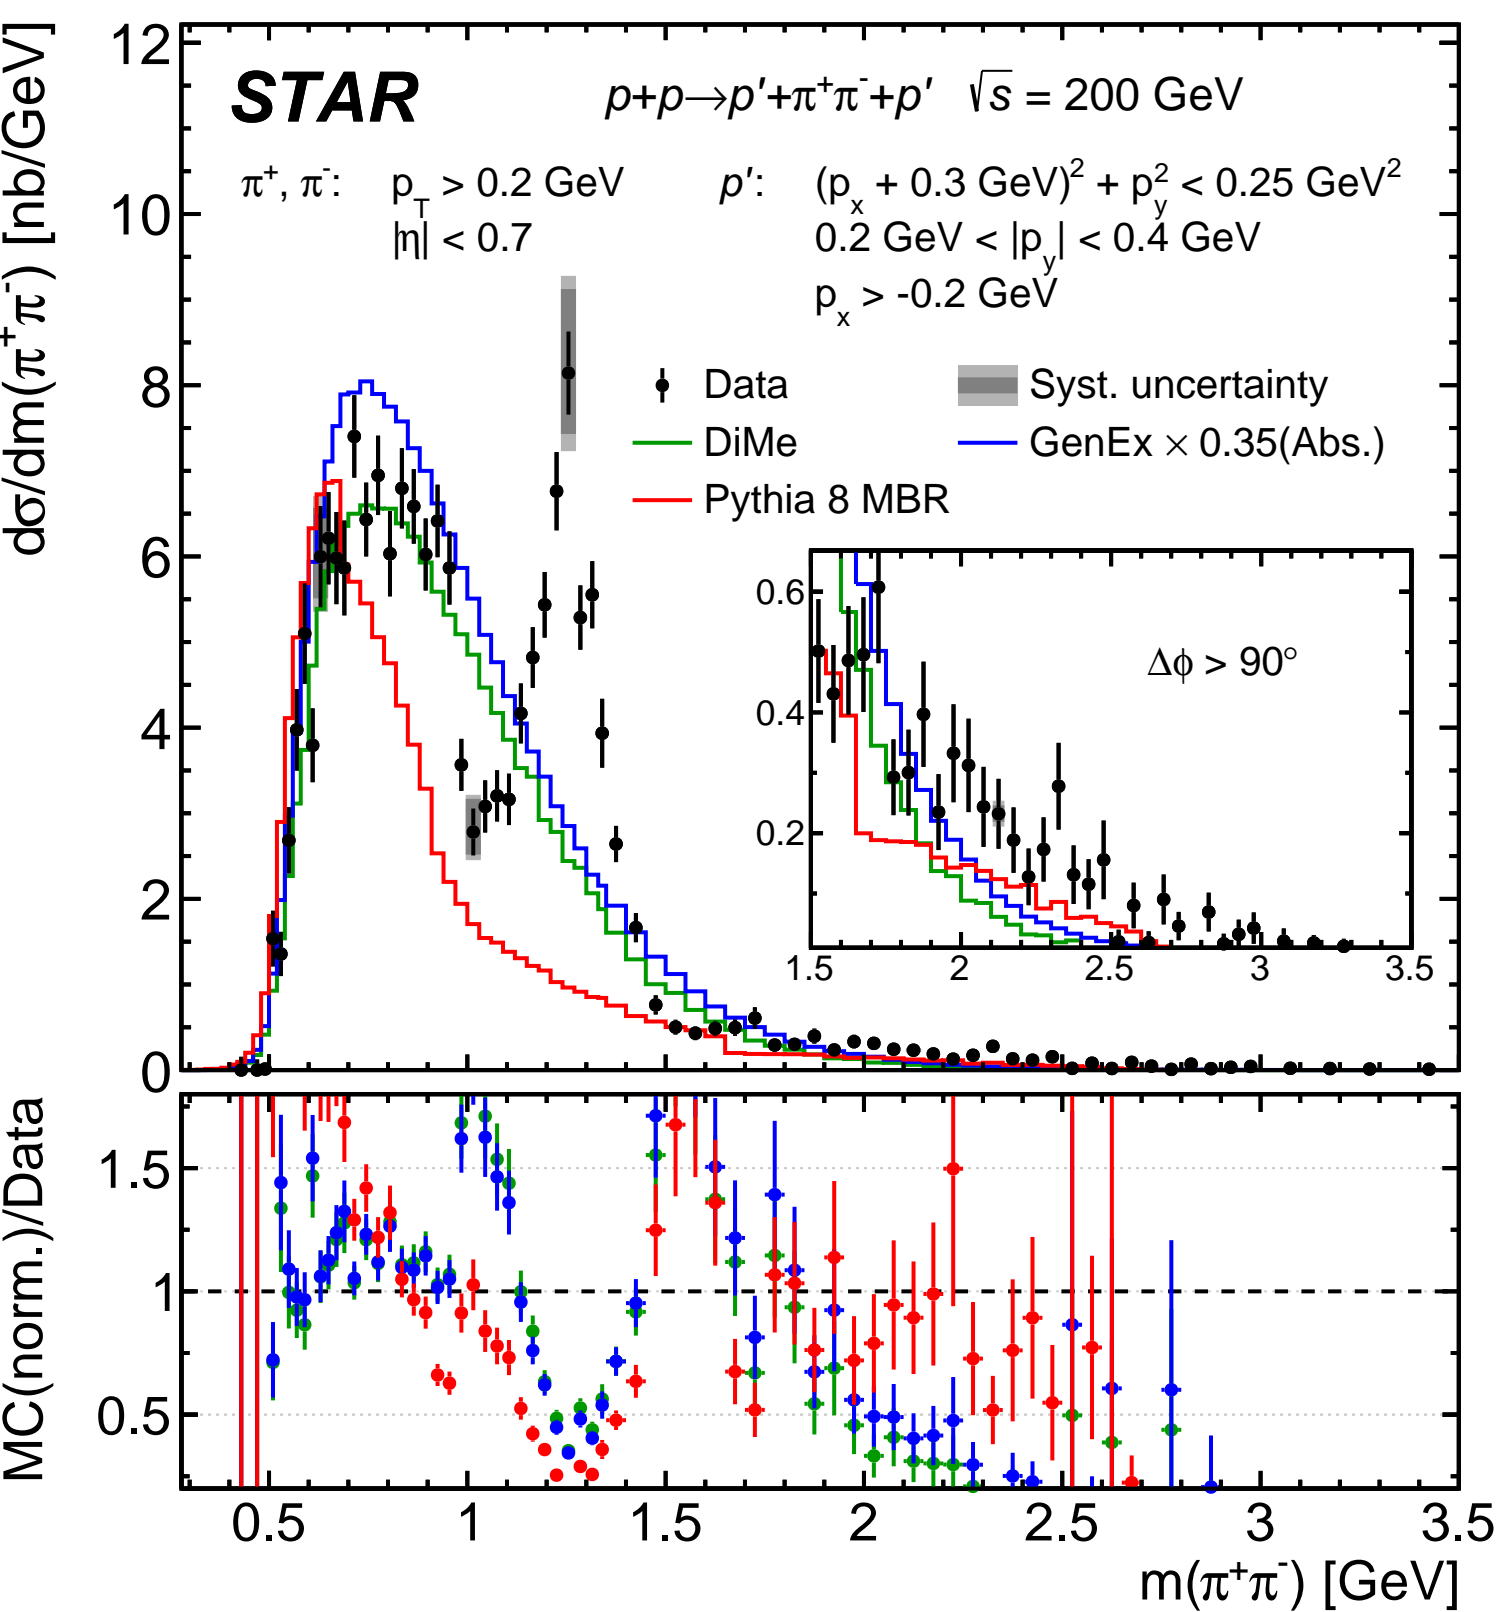 STAR p+p→p′+π⁺π⁻+p′ √s = 200 GeV
π⁺, π⁻: p_T > 0.2 GeV p′: (p_x + 0.3 GeV)² + p_y² < 0.25 GeV²
|η| < 0.7 0.2 GeV < |p_y| < 0.4 GeV
p_x > -0.2 GeV
Data Syst. uncertainty
DiMe GenEx × 0.35(Abs.)
Pythia 8 MBR
dσ/dm(π⁺π⁻) [nb/GeV]
12
10
8
6
4
2
0
Δϕ > 90°
0.6
0.4
0.2
1.5 2 2.5 3 3.5
MC(norm.)/Data
1.5
1
0.5
0.5 1 1.5 2 2.5 3 3.5
m(π⁺π⁻) [GeV]